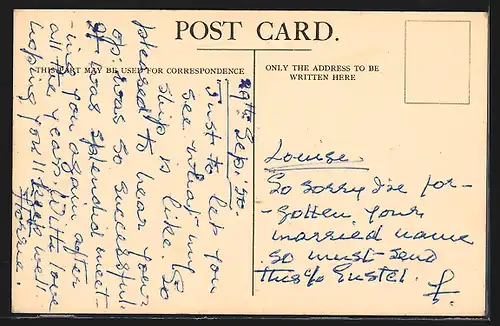 POST CARD.
THIS PART MAY BE USED FOR CORRESPONDENCE
ONLY THE ADDRESS TO BE
WRITTEN HERE
29th Sep. 50.
Just to let you
see what my
ship is like. So
pleased to hear your
op: was so successful
It was splendid meet-
-ing you again after
all the years. With love
hoping you'll keep well.
Louise
So sorry I've for-
-gotten your
married name
so must send
this c/o